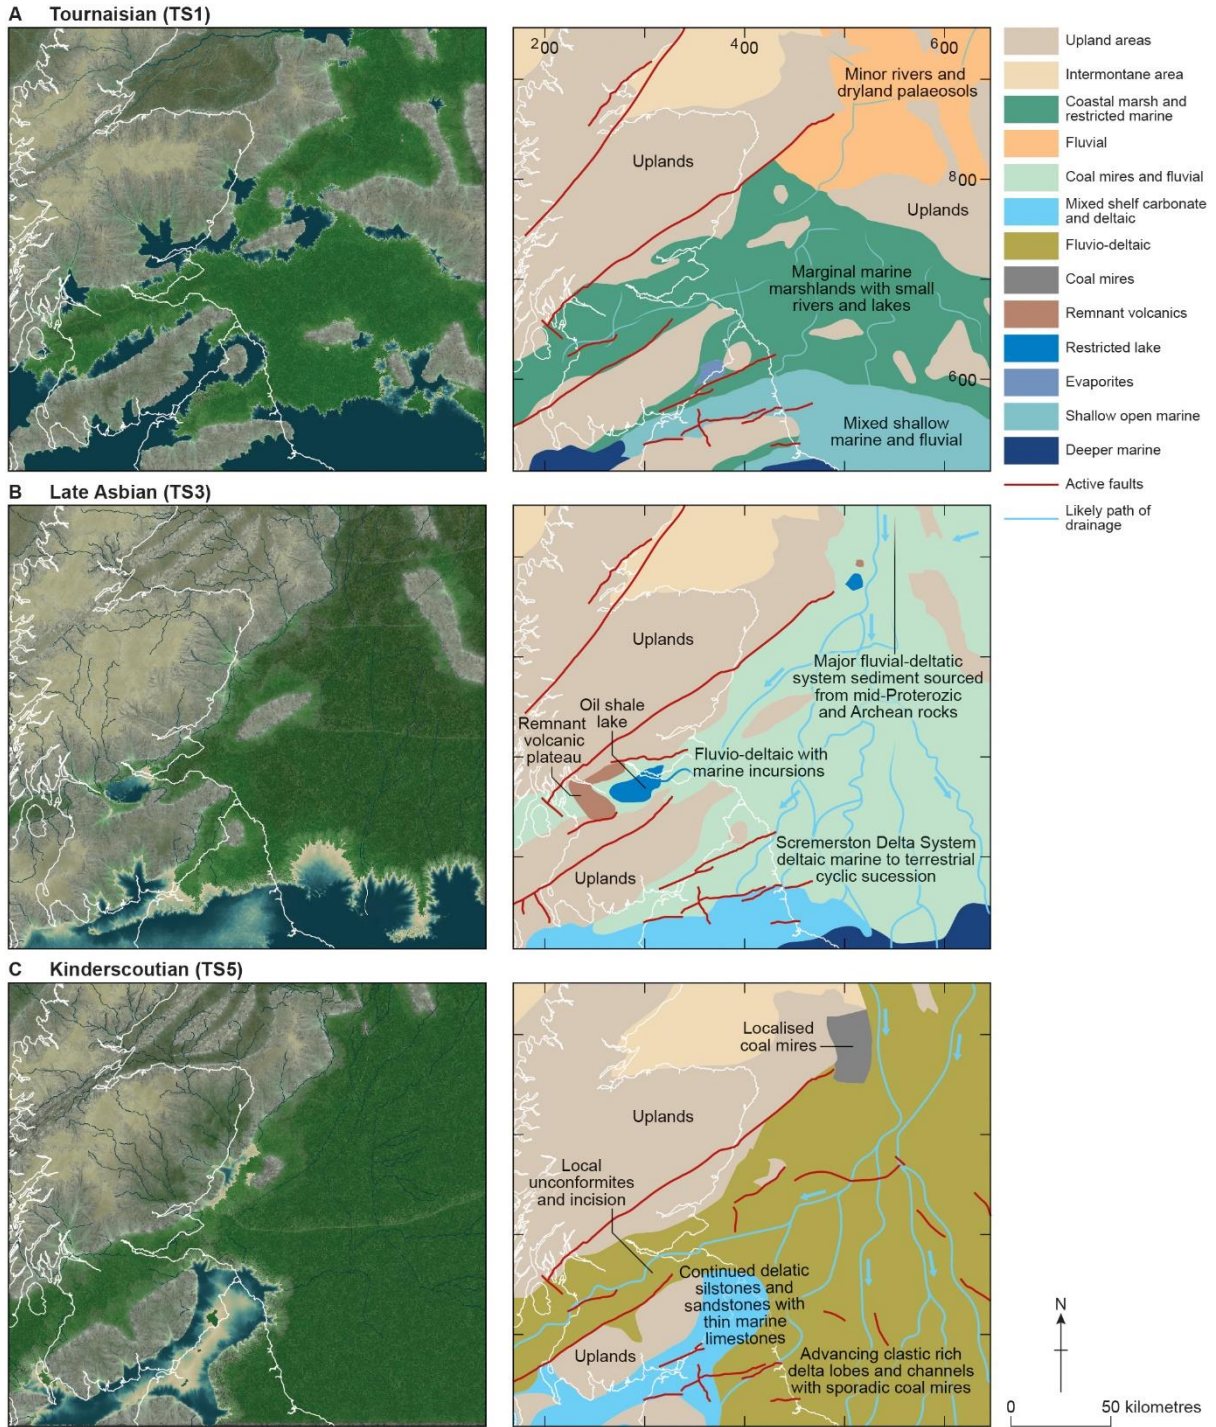 A Tournaisian (TS1)
200
400
600
800
600
Minor rivers and
dryland palaeosols
Uplands
Uplands
Marginal marine
marshlands with small
rivers and lakes
Mixed shallow
marine and fluvial
Upland areas
Intermontane area
Coastal marsh and
restricted marine
Fluvial
Coal mires and fluvial
Mixed shelf carbonate
and deltaic
Fluvio-deltaic
Coal mires
Remnant volcanics
Restricted lake
Evaporites
Shallow open marine
Deeper marine
Active faults
Likely path of
drainage
B Late Asbian (TS3)
Uplands
Major fluvial-deltatic
system sediment sourced
from mid-Proterozic
and Archean rocks
Oil shale
lake
Remnant
volcanic
plateau
Fluvio-deltaic with
marine incursions
Scremerston Delta System
deltaic marine to terrestrial
cyclic sucession
Uplands
C Kinderscoutian (TS5)
Localised
coal mires
Uplands
Local
unconformites
and incision
Continued delatic
silstones and
sandstones with
thin marine
limestones
Uplands
Advancing clastic rich
delta lobes and channels
with sporadic coal mires
N
0 50 kilometres